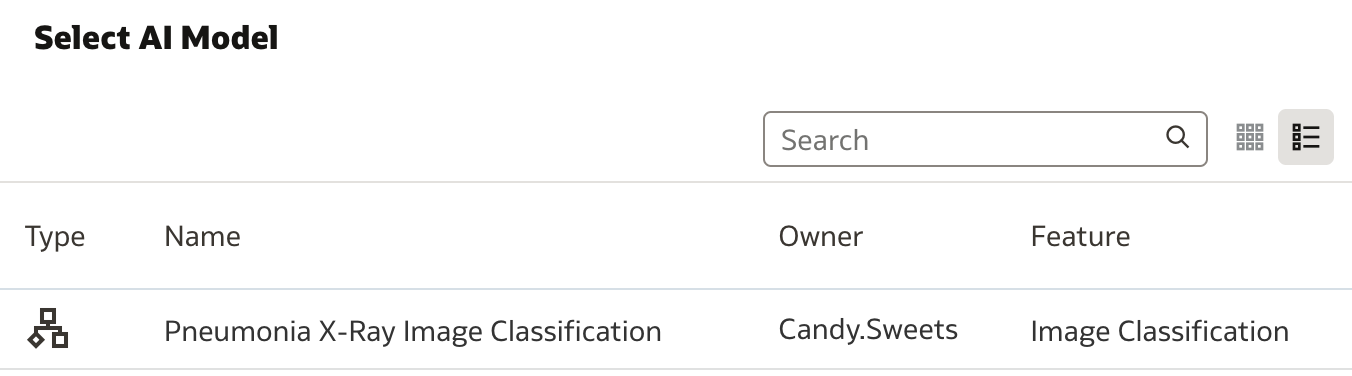 Select AI Model
Search
Type Name Owner Feature
Pneumonia X-Ray Image Classification Candy.Sweets Image Classification